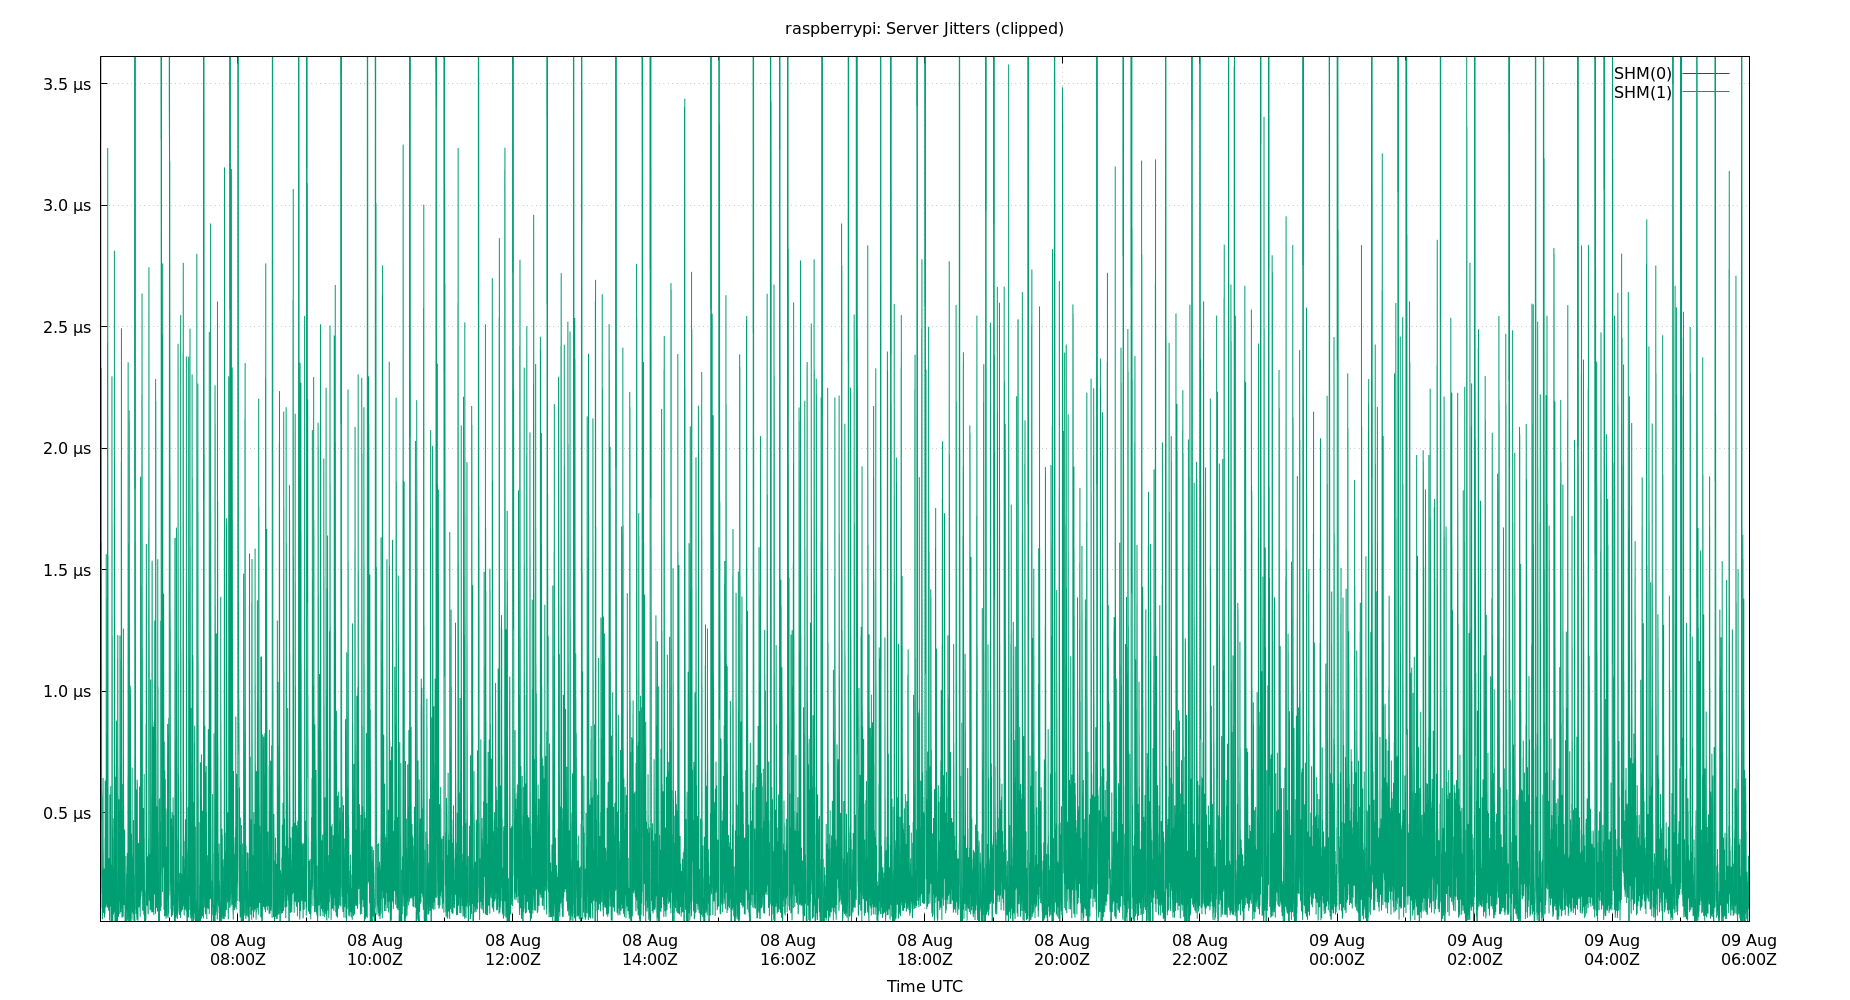 raspberrypi: Server Jitters (clipped)
SHM(0)
SHM(1)
3.5 µs
3.0 µs
2.5 µs
2.0 µs
1.5 µs
1.0 µs
0.5 µs
08 Aug 08 Aug 08 Aug 08 Aug 08 Aug 08 Aug 08 Aug 08 Aug 09 Aug 09 Aug 09 Aug 09 Aug
08:00Z 10:00Z 12:00Z 14:00Z 16:00Z 18:00Z 20:00Z 22:00Z 00:00Z 02:00Z 04:00Z 06:00Z
Time UTC